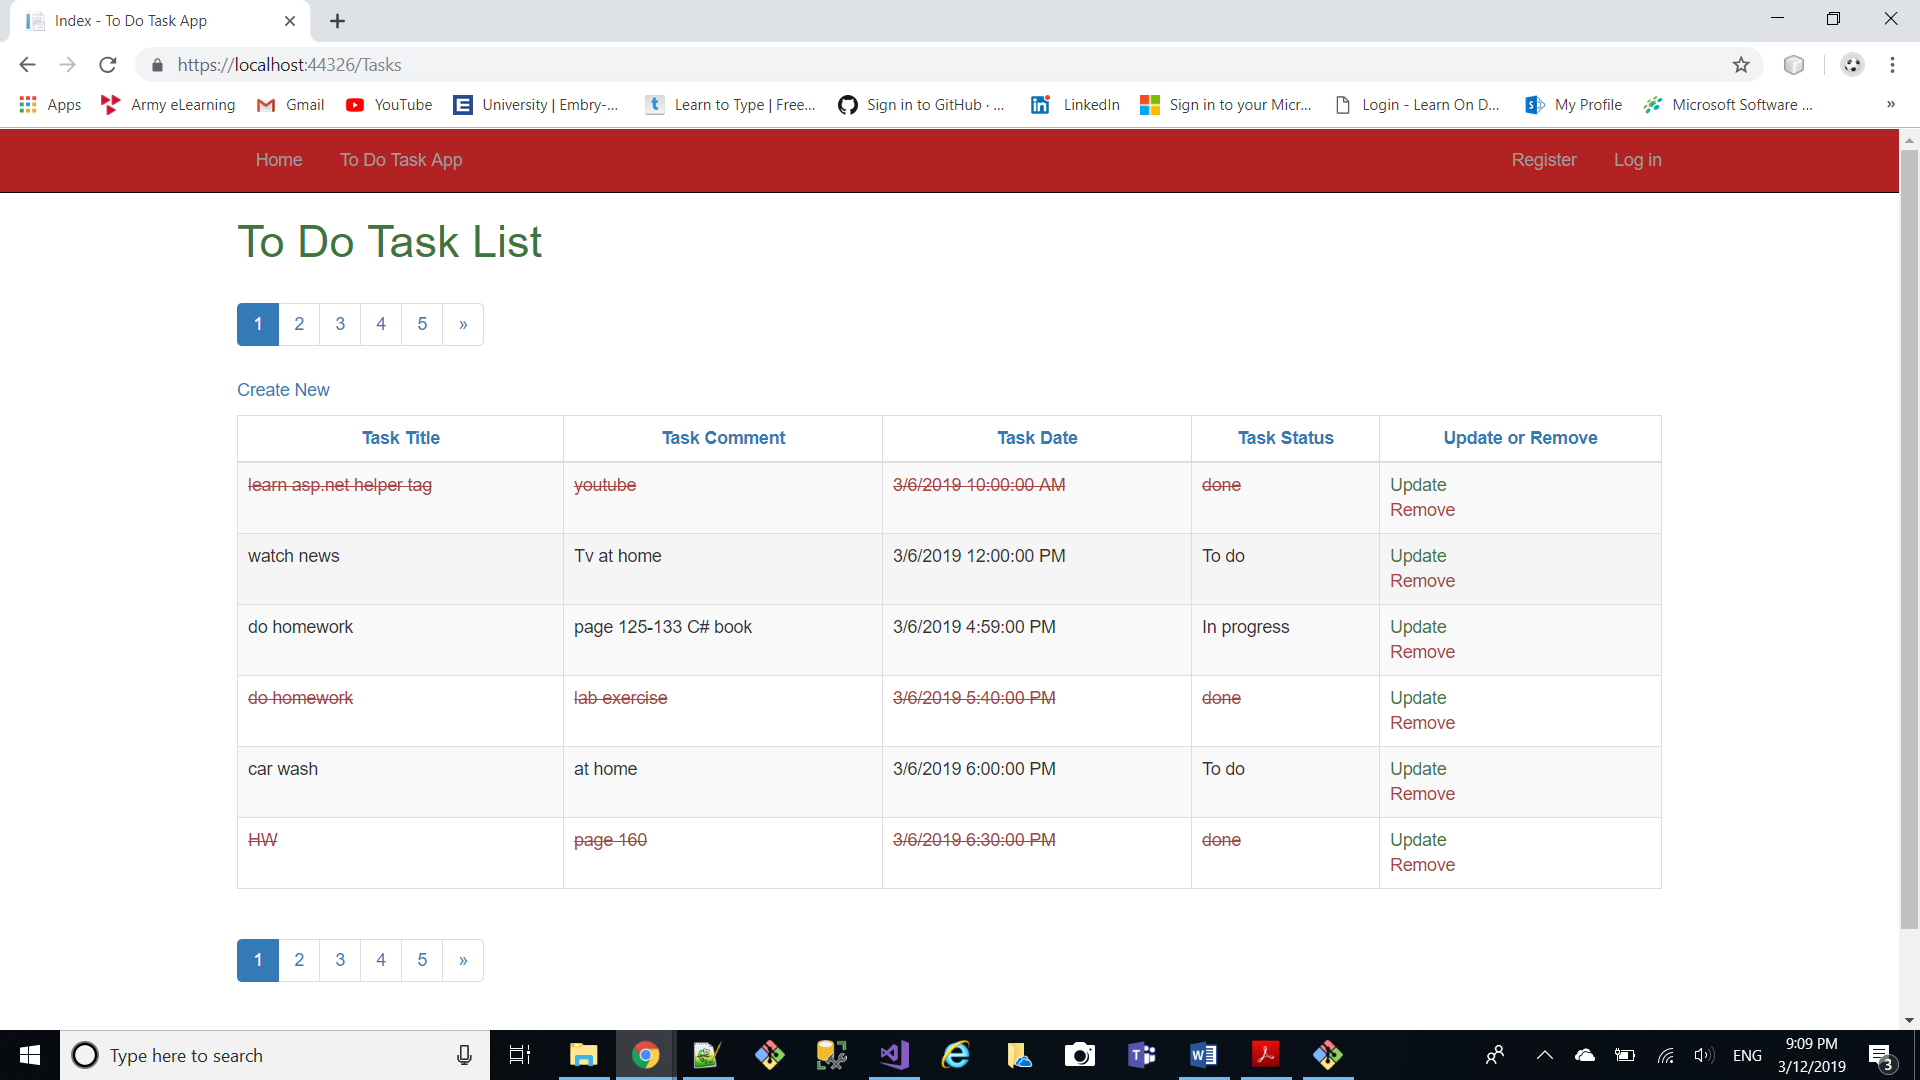 Index - To Do Task App
https://localhost:44326/Tasks
Apps Army eLearning Gmail YouTube University | Embry-... Learn to Type | Free... Sign in to GitHub · ... LinkedIn Sign in to your Micr... Login - Learn On D... My Profile Microsoft Software ... »
Home To Do Task App Register Log in
To Do Task List
1 2 3 4 5 »
Create New
Task Title Task Comment Task Date Task Status Update or Remove
learn asp.net helper tag youtube 3/6/2019 10:00:00 AM done Update
Remove
watch news Tv at home 3/6/2019 12:00:00 PM To do Update
Remove
do homework page 125-133 C# book 3/6/2019 4:59:00 PM In progress Update
Remove
do homework lab exercise 3/6/2019 5:40:00 PM done Update
Remove
car wash at home 3/6/2019 6:00:00 PM To do Update
Remove
HW page 160 3/6/2019 6:30:00 PM done Update
Remove
1 2 3 4 5 »
Type here to search ENG 9:09 PM
3/12/2019 3